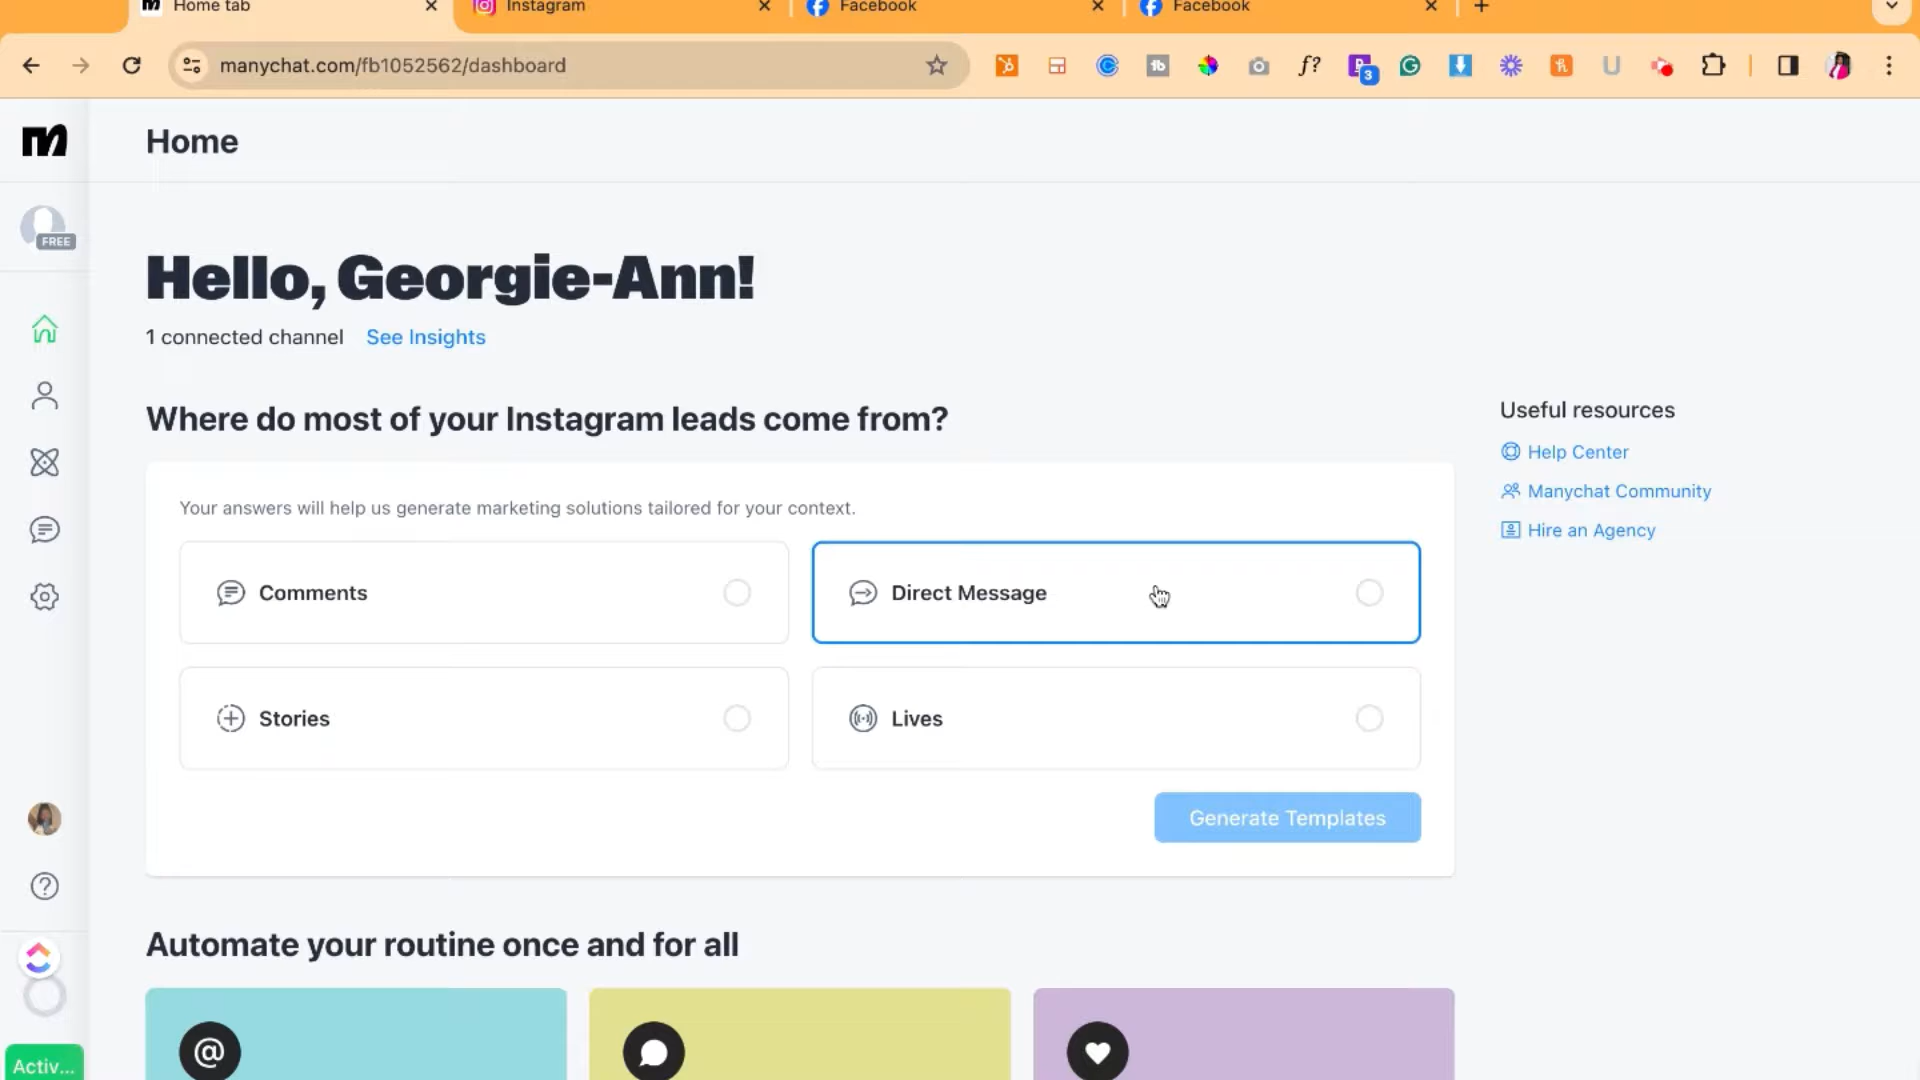 Home tab
Instagram
Facebook
Facebook
manychat.com/fb1052562/dashboard
tb
f?
3
Home
FREE
Hello, Georgie-Ann!
1 connected channel See Insights
Where do most of your Instagram leads come from?
Your answers will help us generate marketing solutions tailored for your context.
Comments
Direct Message
Stories
Lives
Generate Templates
Useful resources
Help Center
Manychat Community
Hire an Agency
Automate your routine once and for all
@
Activ...